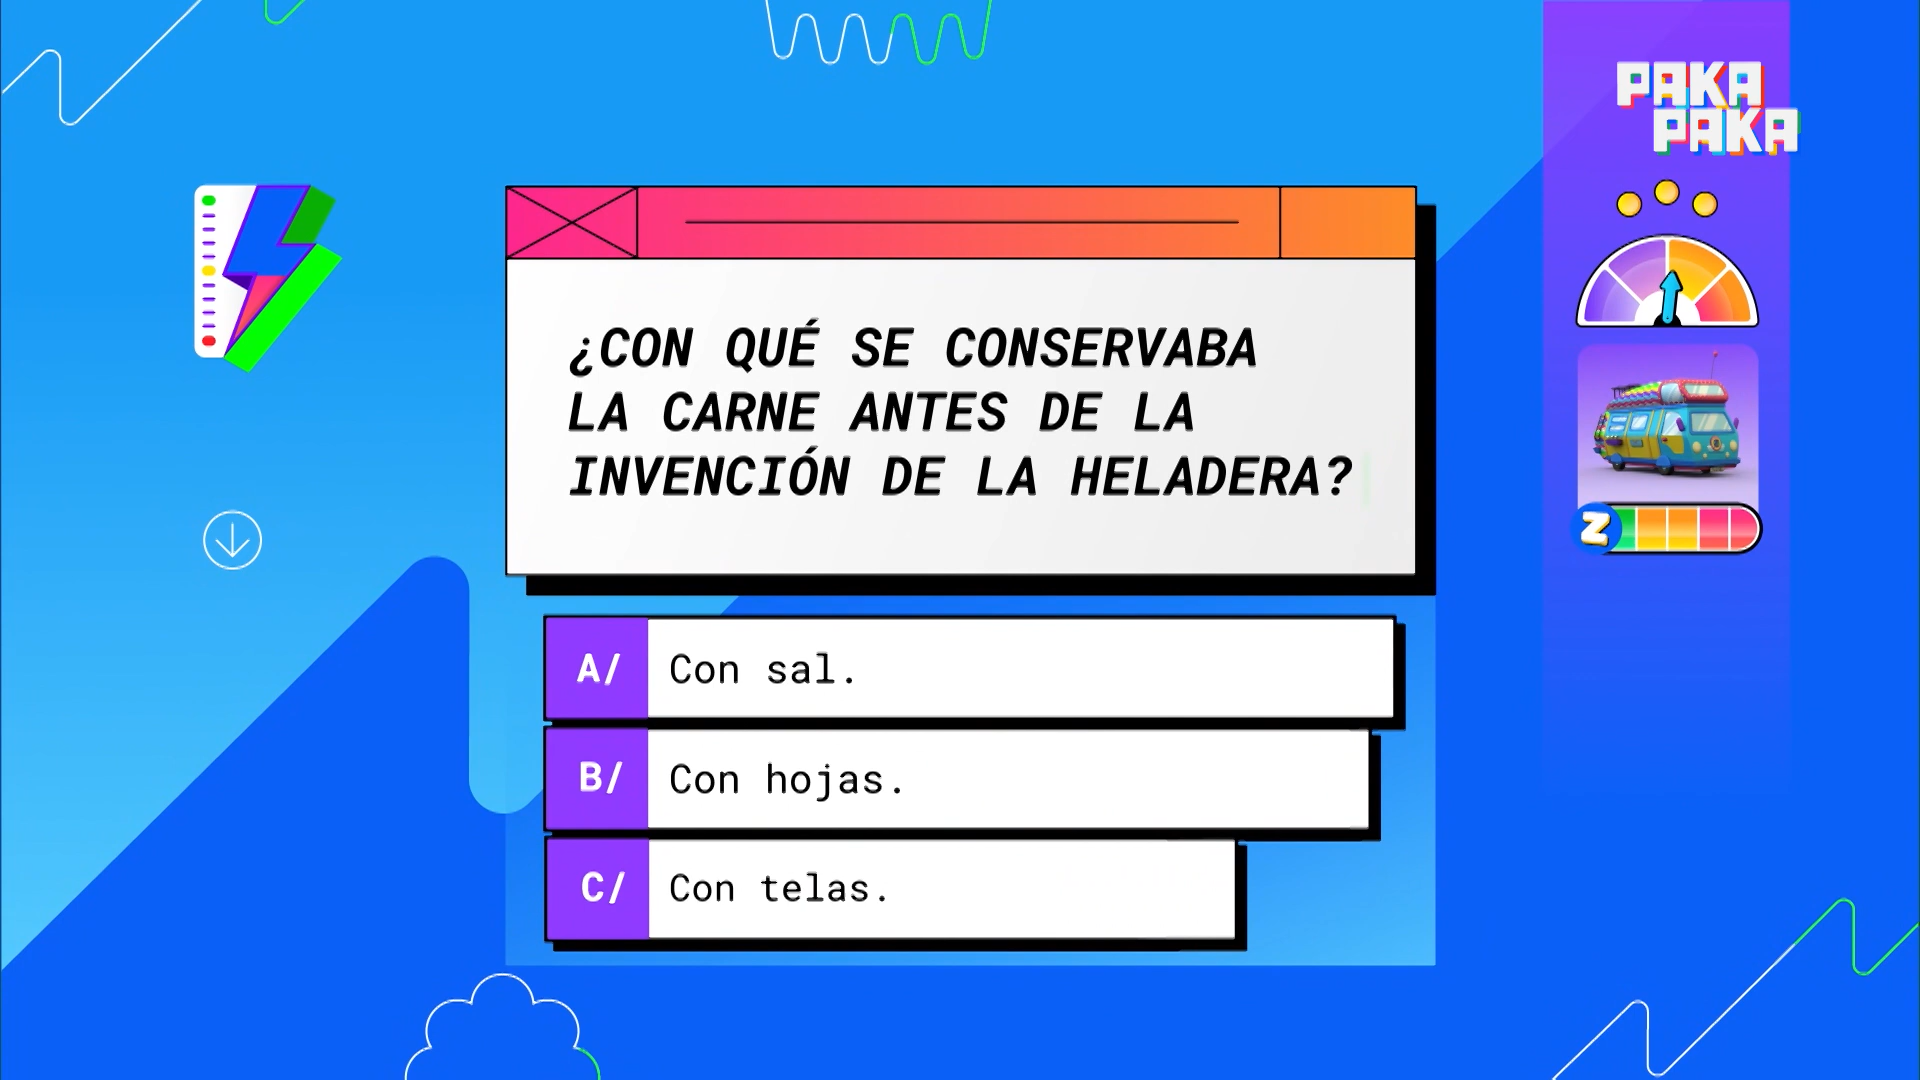 PAKA
PAKA
¿CON QUÉ SE CONSERVABA
LA CARNE ANTES DE LA
INVENCIÓN DE LA HELADERA?
Z
A/ Con sal.
B/ Con hojas.
C/ Con telas.